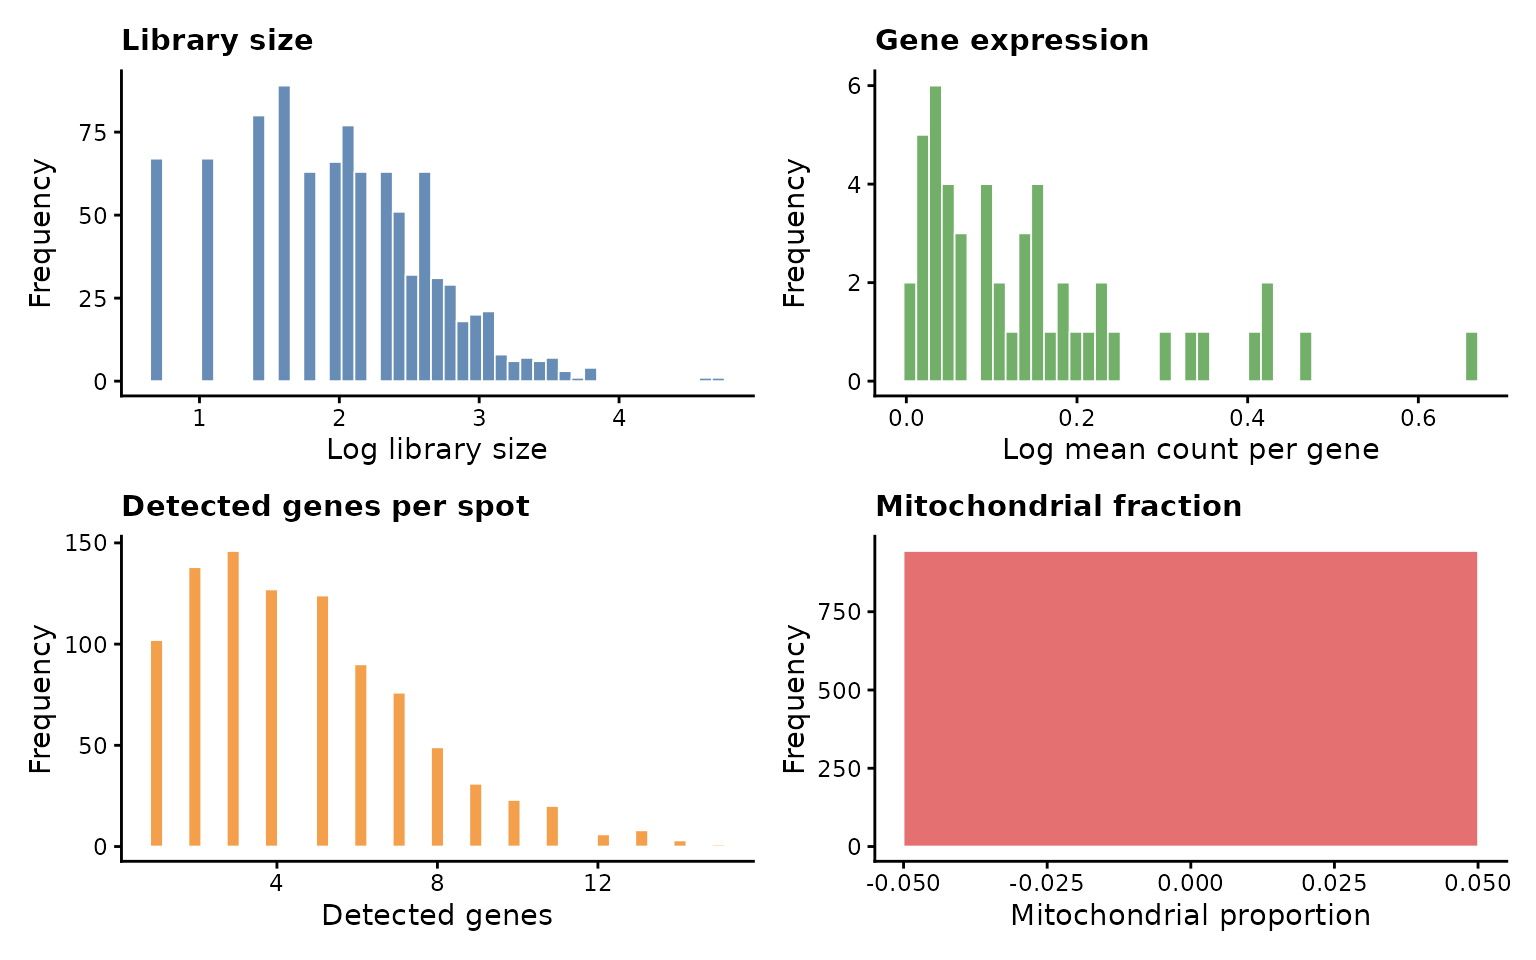 Library size
Frequency
75
50
25
0
1 2 3 4
Log library size
Gene expression
Frequency
6
4
2
0
0.0 0.2 0.4 0.6
Log mean count per gene
Detected genes per spot
Frequency
150
100
50
0
4 8 12
Detected genes
Mitochondrial fraction
Frequency
750
500
250
0
-0.050 -0.025 0.000 0.025 0.050
Mitochondrial proportion